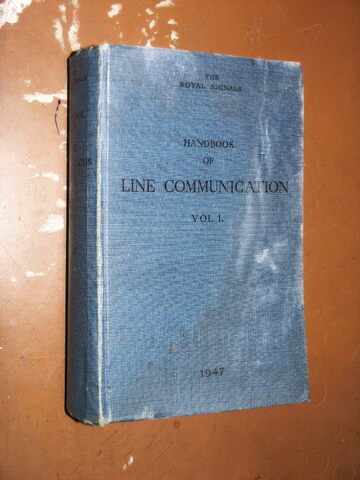 THE
ROYAL SIGNALS
HANDBOOK
OF
LINE COMMUNICATION
VOL I.
1947